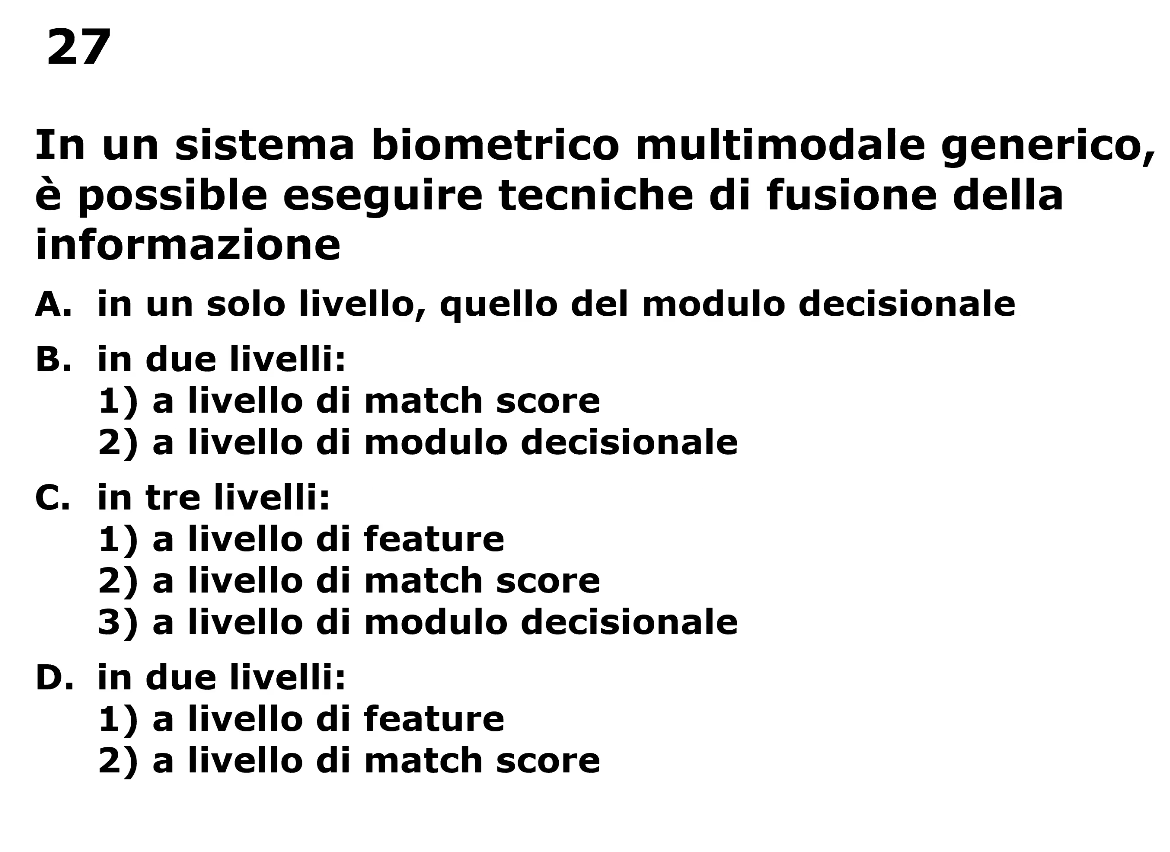 27
In un sistema biometrico multimodale generico,
è possible eseguire tecniche di fusione della
informazione
A. in un solo livello, quello del modulo decisionale
B. in due livelli:
1) a livello di match score
2) a livello di modulo decisionale
C. in tre livelli:
1) a livello di feature
2) a livello di match score
3) a livello di modulo decisionale
D. in due livelli:
1) a livello di feature
2) a livello di match score